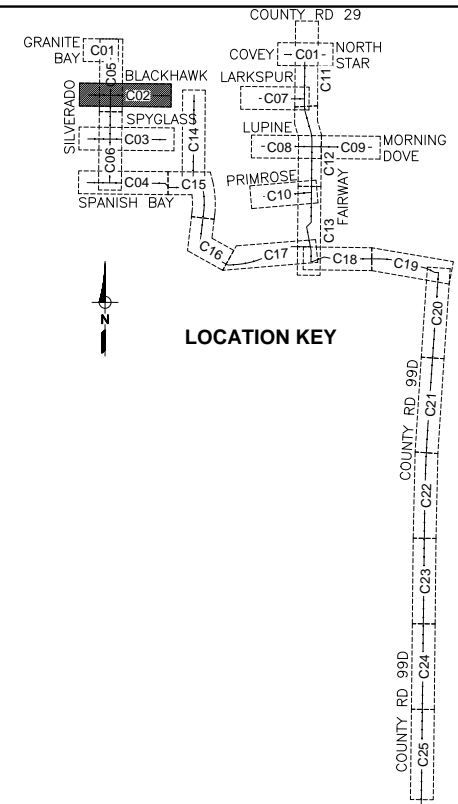 COUNTY RD 29
GRANITE
BAY
C01
C05
COVEY
C01
NORTH
STAR
C11
BLACKHAWK
LARKSPUR
C02
C07
SILVERADO
SPYGLASS
C14
LUPINE
C03
C08
C12
C09
MORNING
DOVE
C06
PRIMROSE
C04
C15
C10
FAIRWAY
SPANISH BAY
C13
C16
C17
C18
C19
N
LOCATION KEY
C20
COUNTY RD 99D
C21
C22
C23
COUNTY RD 99D
C24
C25